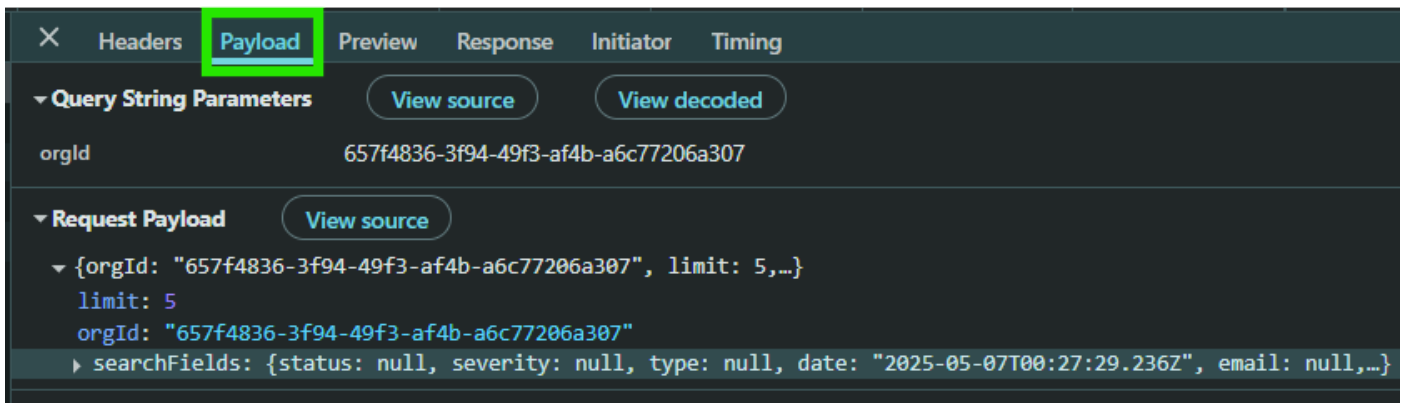 × Headers Payload Preview Response Initiator Timing
▾ Query String Parameters View source View decoded
orgId 657f4836-3f94-49f3-af4b-a6c77206a307
▾ Request Payload View source
▾ {orgId: "657f4836-3f94-49f3-af4b-a6c77206a307", limit: 5,…}
limit: 5
orgId: "657f4836-3f94-49f3-af4b-a6c77206a307"
▸ searchFields: {status: null, severity: null, type: null, date: "2025-05-07T00:27:29.236Z", email: null,…}